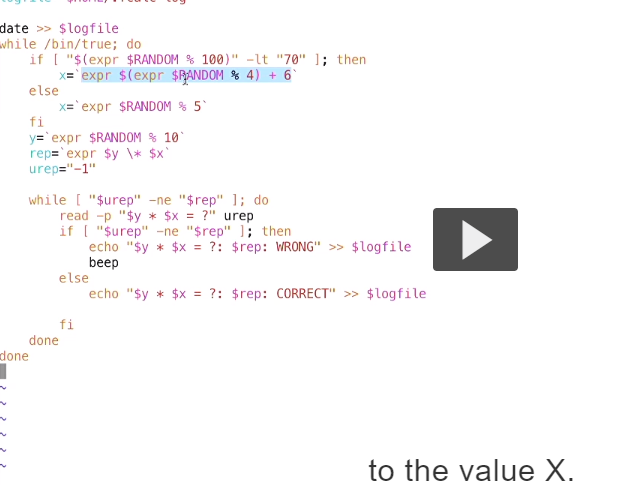 date >> $logfile
while /bin/true; do
    if [ "$(expr $RANDOM % 100)" -lt "70" ]; then
        x=`expr $(expr $RANDOM % 4) + 6`
    else
        x=`expr $RANDOM % 5`
    fi
    y=`expr $RANDOM % 10`
    rep=`expr $y \* $x`
    urep="-1"
    while [ "$urep" -ne "$rep" ]; do
        read -p "$y * $x = ?" urep
        if [ "$urep" -ne "$rep" ]; then
            echo "$y * $x = ?: $rep: WRONG" >> $logfile
            beep
        else
            echo "$y * $x = ?: $rep: CORRECT" >> $logfile
        fi
    done
done
~
~
~
~
~
~
to the value X.